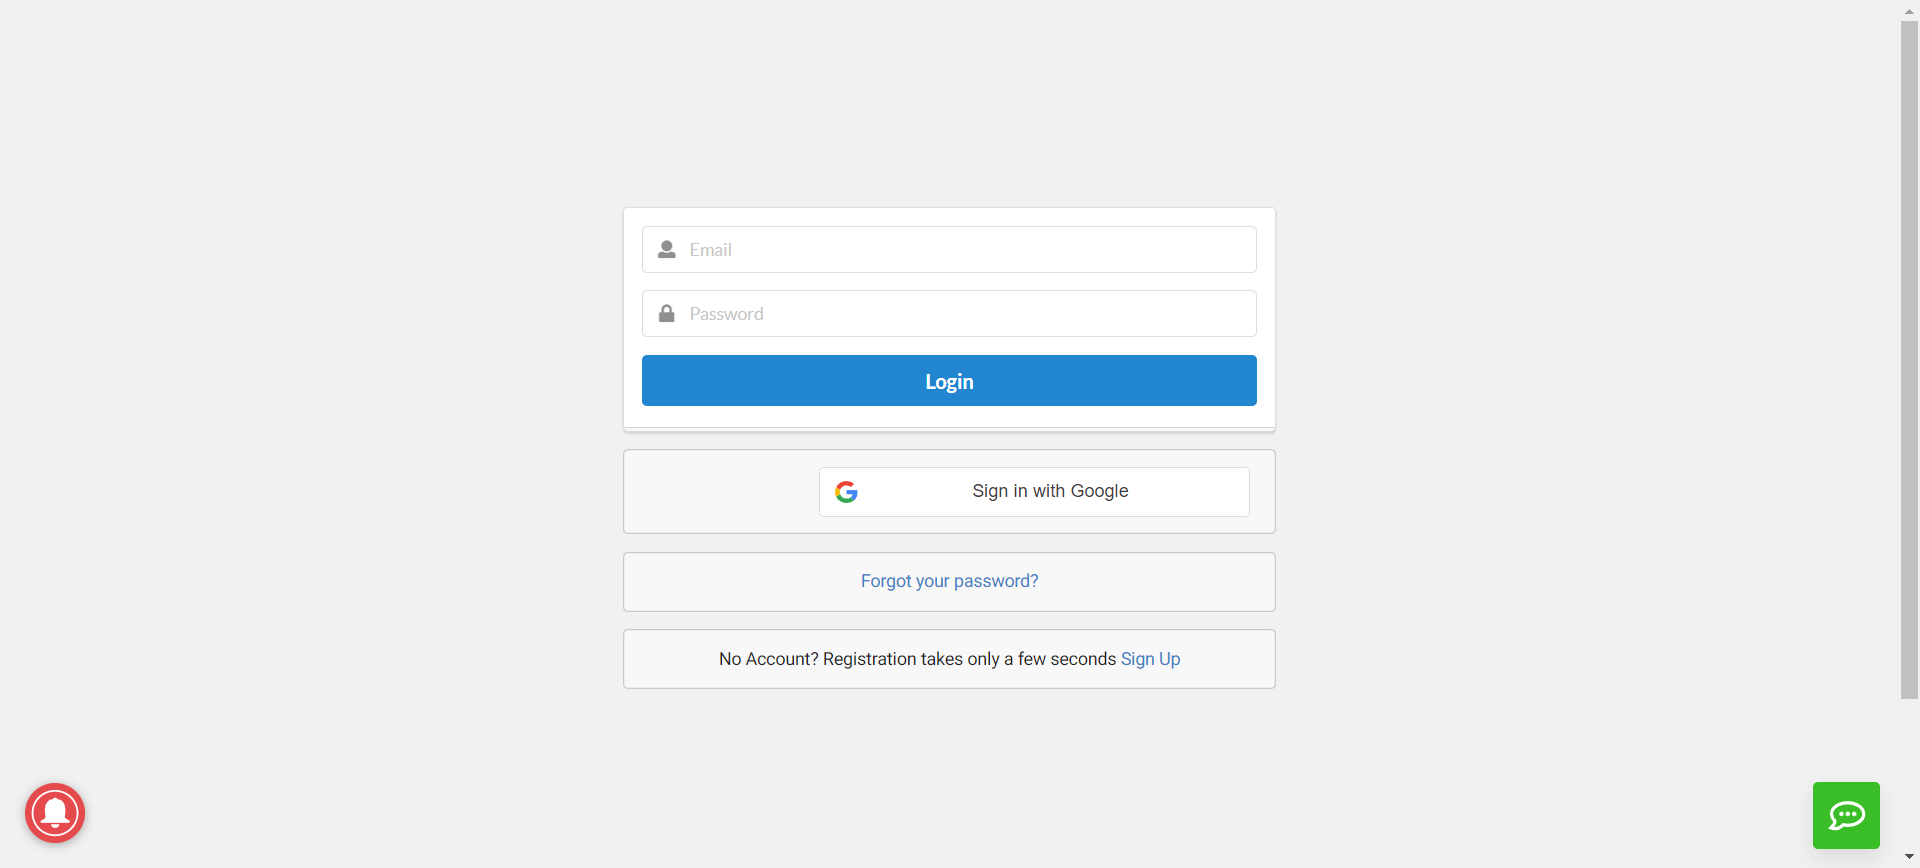 Email
Password
Login
Sign in with Google
Forgot your password?
No Account? Registration takes only a few seconds Sign Up